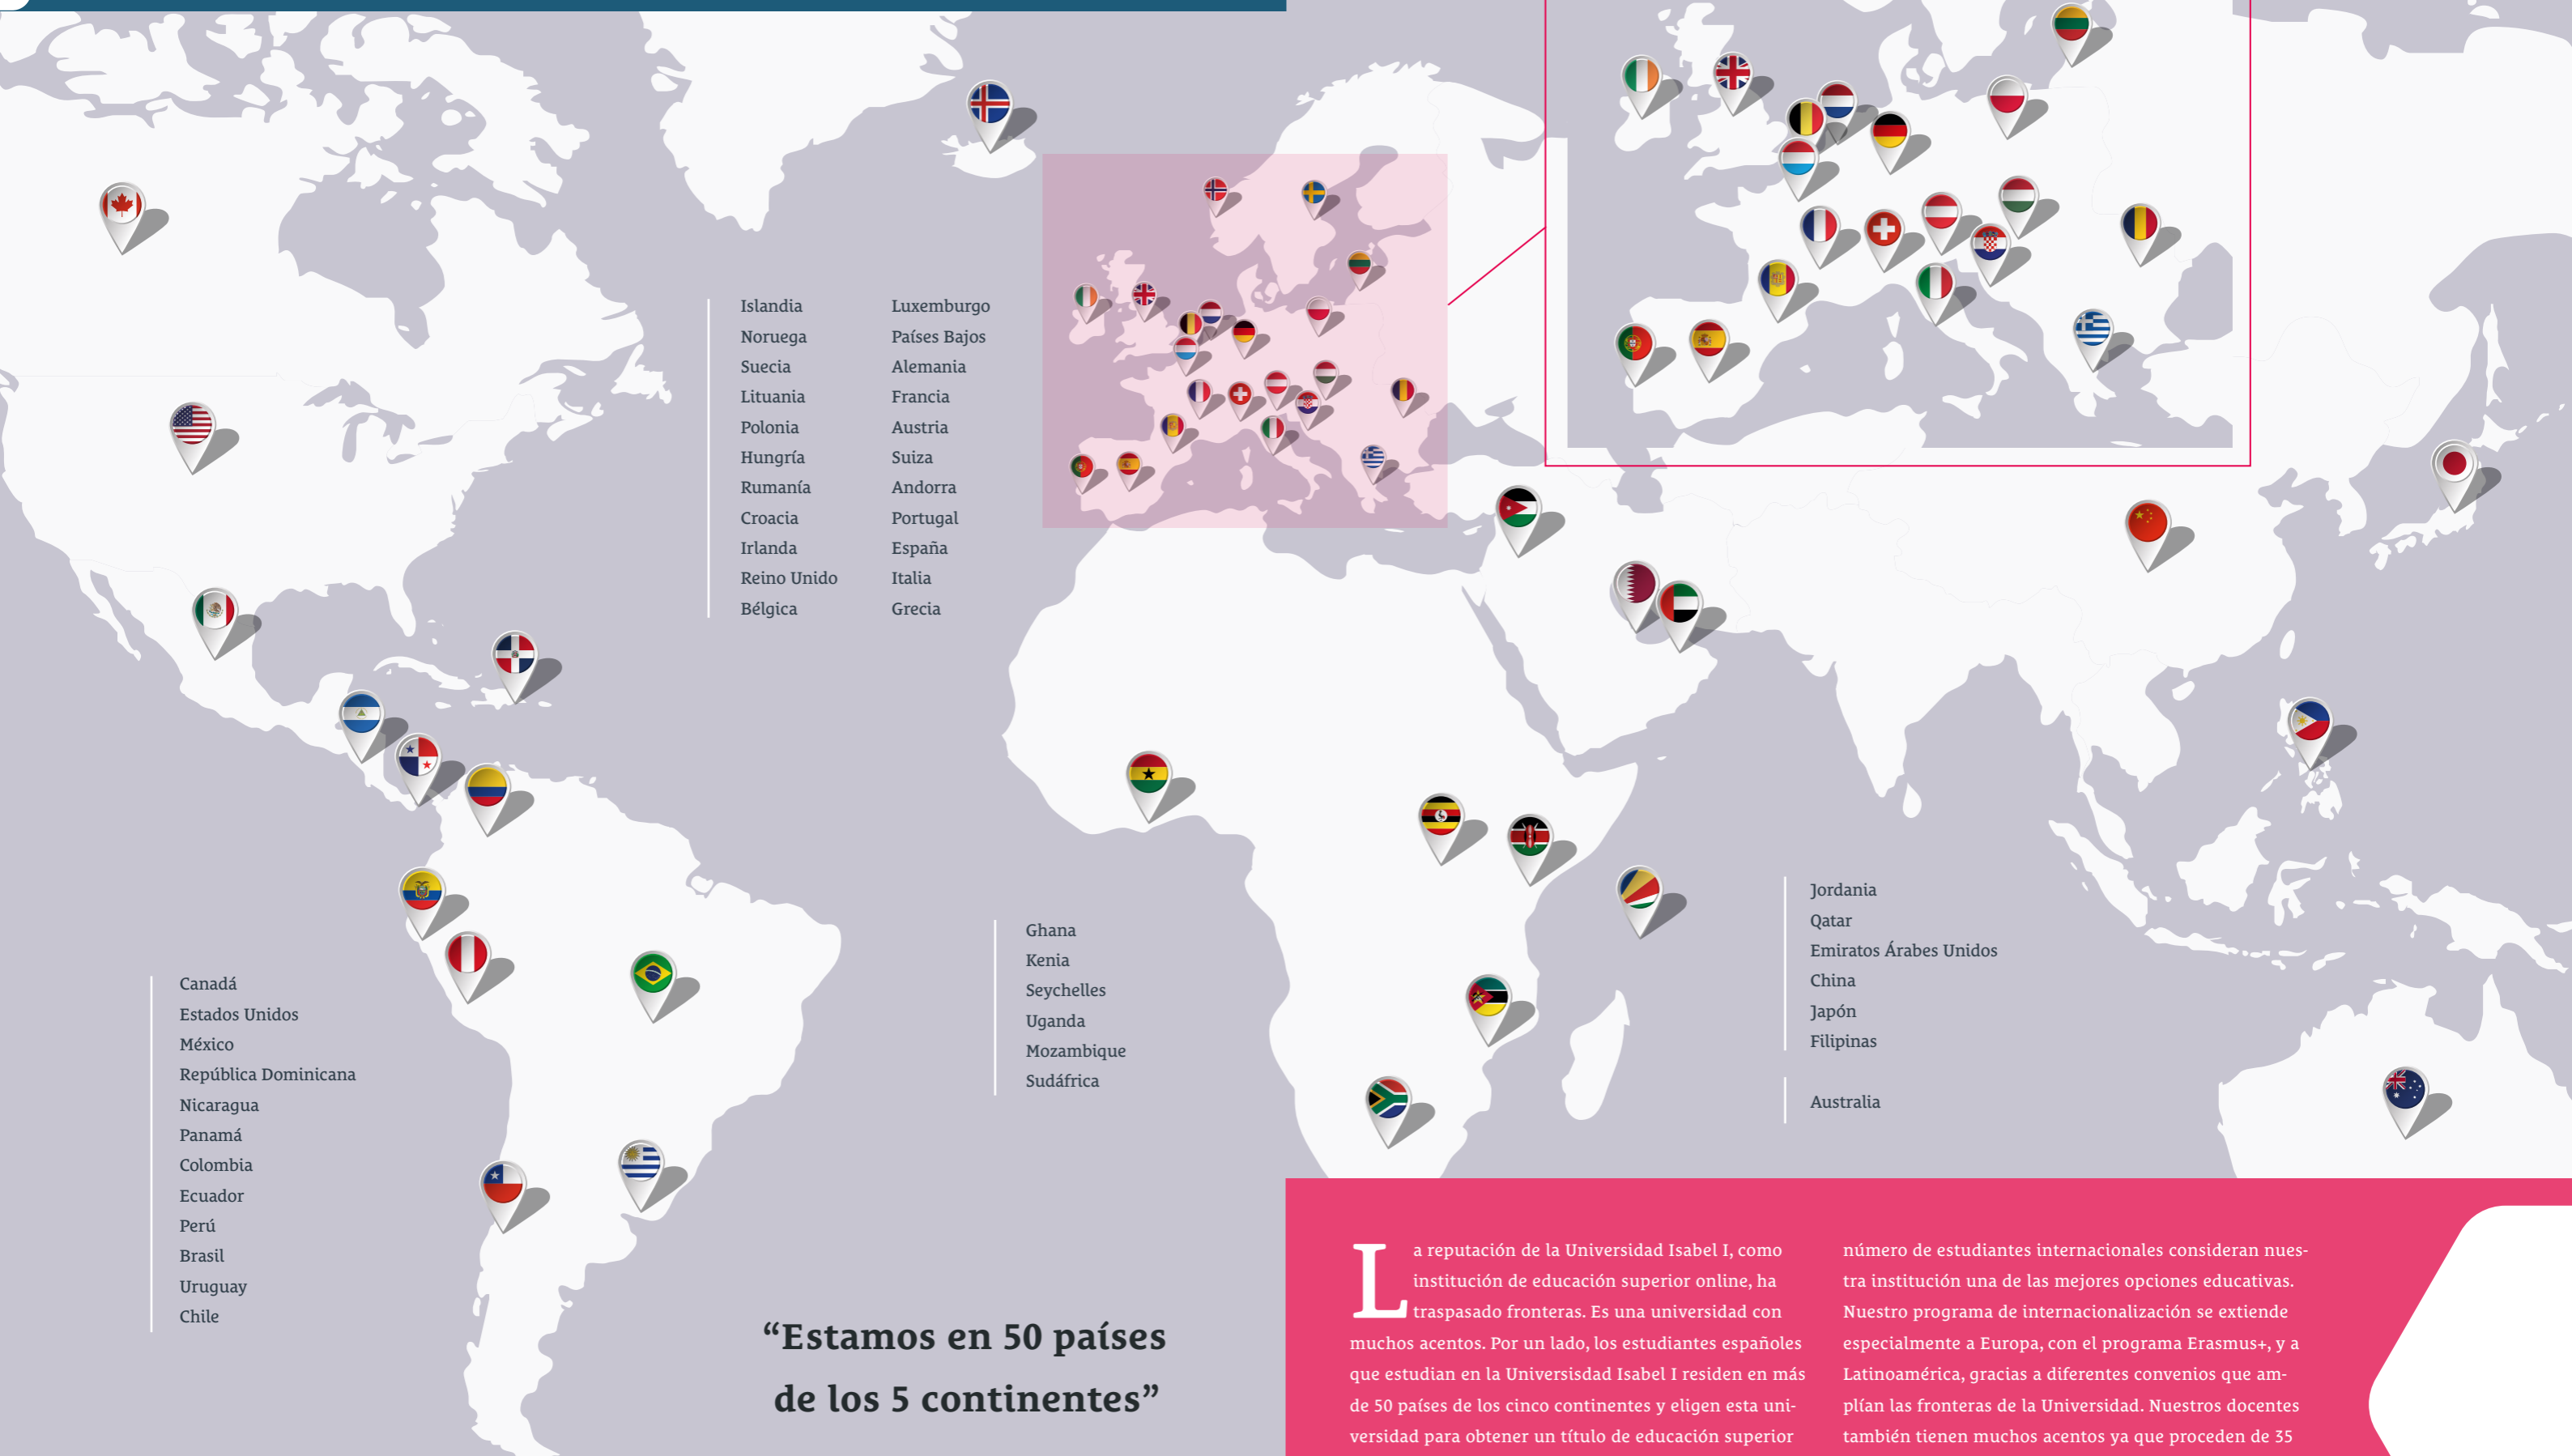 Islandia
Noruega
Suecia
Lituania
Polonia
Hungría
Rumanía
Croacia
Irlanda
Reino Unido
Bélgica
Luxemburgo
Países Bajos
Alemania
Francia
Austria
Suiza
Andorra
Portugal
España
Italia
Grecia
Canadá
Estados Unidos
México
República Dominicana
Nicaragua
Panamá
Colombia
Ecuador
Perú
Brasil
Uruguay
Chile
Ghana
Kenia
Seychelles
Uganda
Mozambique
Sudáfrica
Jordania
Qatar
Emiratos Árabes Unidos
China
Japón
Filipinas
Australia
“Estamos en 50 países
de los 5 continentes”
La reputación de la Universidad Isabel I, como
institución de educación superior online, ha
traspasado fronteras. Es una universidad con
muchos acentos. Por un lado, los estudiantes españoles
que estudian en la Universisdad Isabel I residen en más
de 50 países de los cinco continentes y eligen esta uni-
versidad para obtener un título de educación superior
número de estudiantes internacionales consideran nues-
tra institución una de las mejores opciones educativas.
Nuestro programa de internacionalización se extiende
especialmente a Europa, con el programa Erasmus+, y a
Latinoamérica, gracias a diferentes convenios que am-
plían las fronteras de la Universidad. Nuestros docentes
también tienen muchos acentos ya que proceden de 35